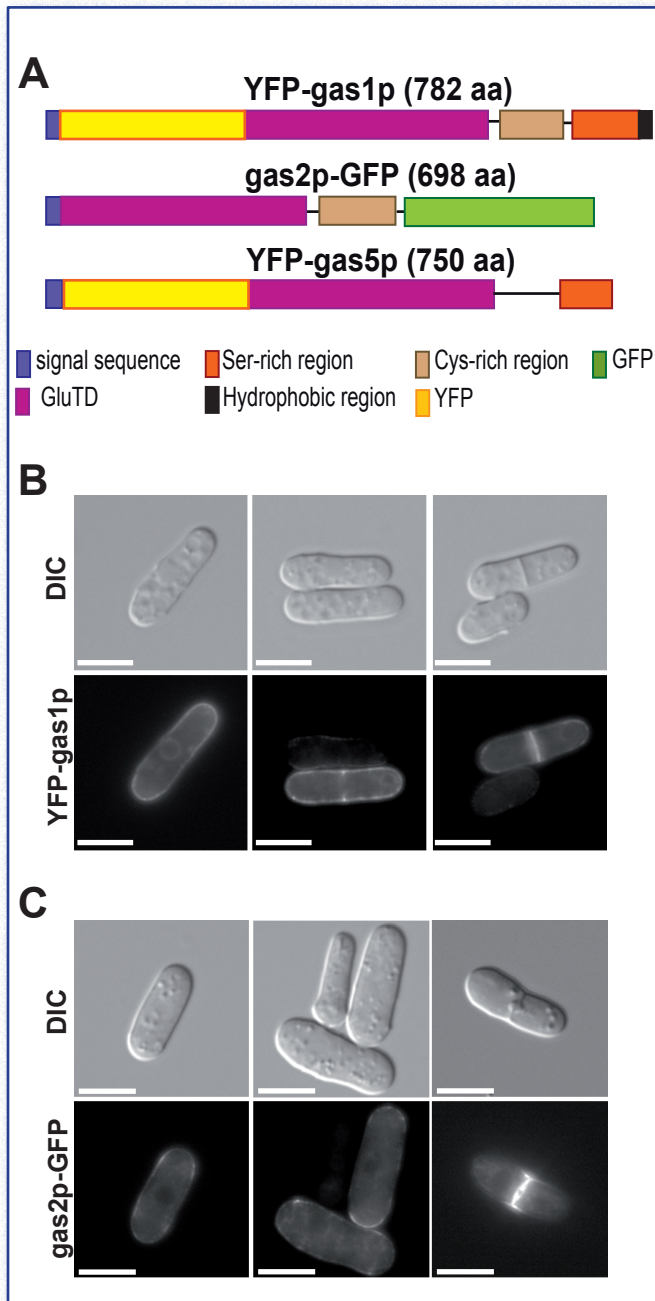 A
YFP-gas1p (782 aa)
gas2p-GFP (698 aa)
YFP-gas5p (750 aa)
signal sequence Ser-rich region Cys-rich region GFP
GluTD Hydrophobic region YFP
B
DIC
YFP-gas1p
C
DIC
gas2p-GFP